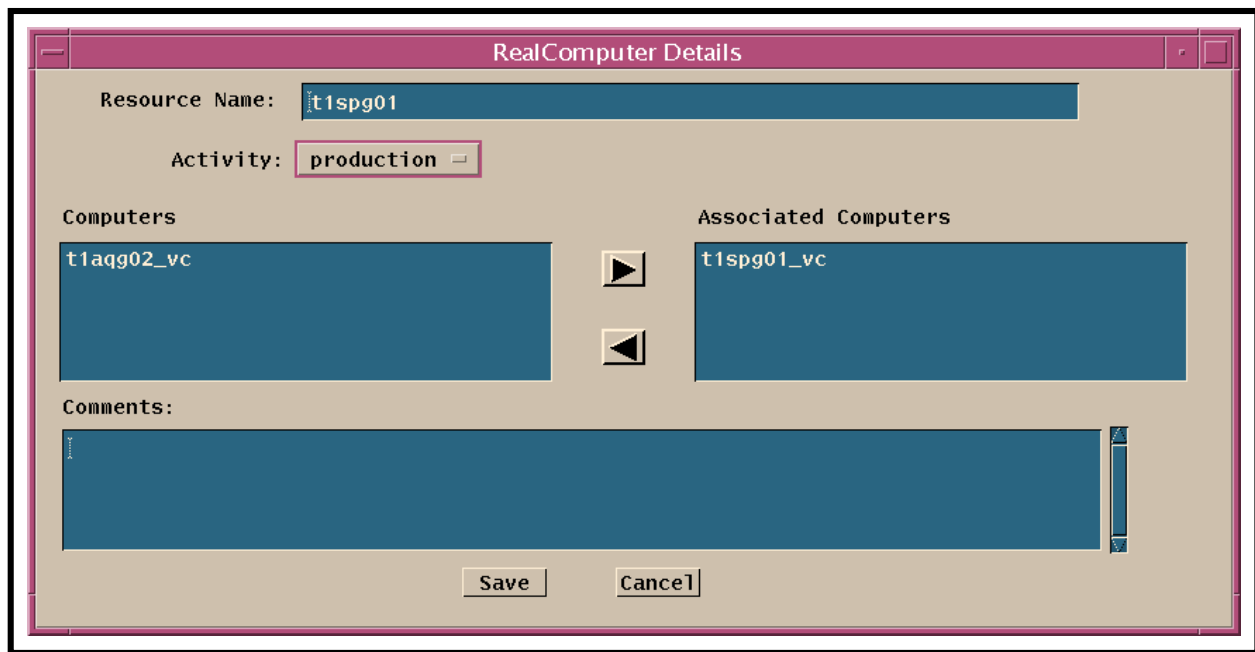 RealComputer Details
Resource Name: t1spg01
Activity: production
Computers Associated Computers
t1aqg02_vc t1spg01_vc
Comments:
Save Cancel